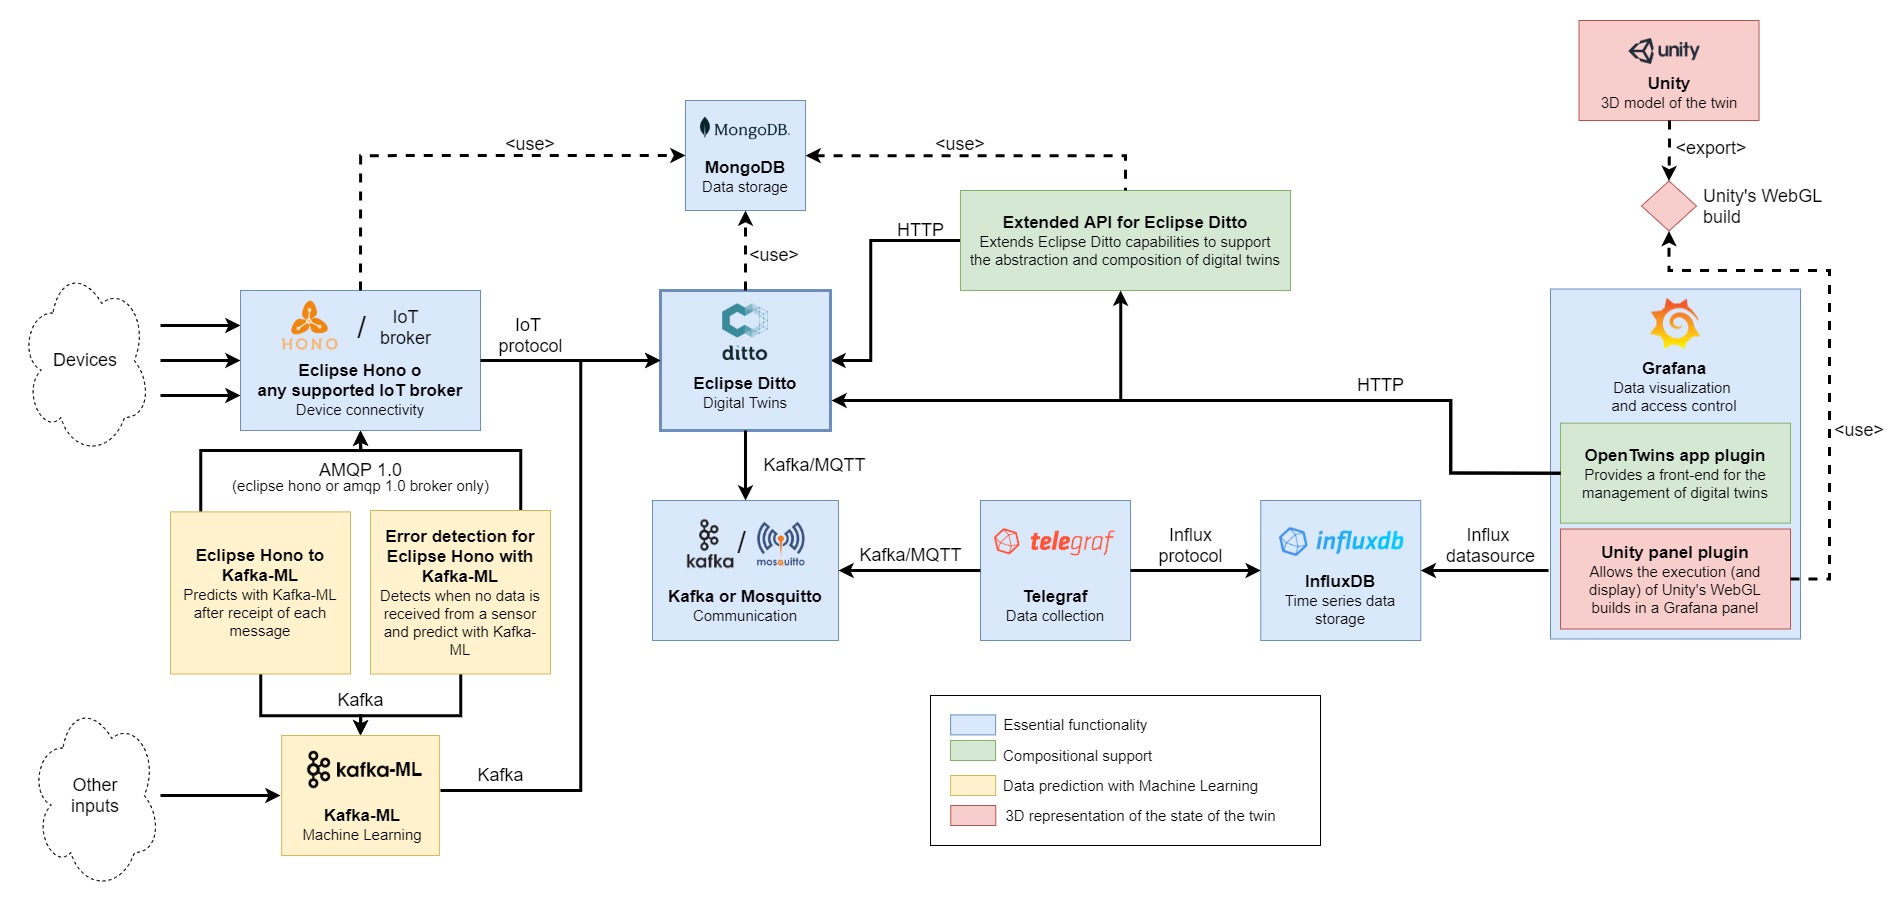 unity
Unity
3D model of the twin
<export>
Unity's WebGL
build
MongoDB.
MongoDB
Data storage
<use>
<use>
<use>
Extended API for Eclipse Ditto
Extends Eclipse Ditto capabilities to support
the abstraction and composition of digital twins
HTTP
Devices
HONO
/
IoT
broker
Eclipse Hono o
any supported IoT broker
Device connectivity
IoT
protocol
ditto
Eclipse Ditto
Digital Twins
HTTP
Grafana
Data visualization
and access control
<use>
OpenTwins app plugin
Provides a front-end for the
management of digital twins
Unity panel plugin
Allows the execution (and
display) of Unity's WebGL
builds in a Grafana panel
AMQP 1.0
(eclipse hono or amqp 1.0 broker only)
Kafka/MQTT
Eclipse Hono to
Kafka-ML
Predicts with Kafka-ML
after receipt of each
message
Error detection for
Eclipse Hono with
Kafka-ML
Detects when no data is
received from a sensor
and predict with Kafka-
ML
kafka
/
mosquitto
Kafka or Mosquitto
Communication
Kafka/MQTT
telegraf
Telegraf
Data collection
Influx
protocol
influxdb
InfluxDB
Time series data
storage
Influx
datasource
Kafka
Other
inputs
kafka-ML
Kafka-ML
Machine Learning
Kafka
Essential functionality
Compositional support
Data prediction with Machine Learning
3D representation of the state of the twin